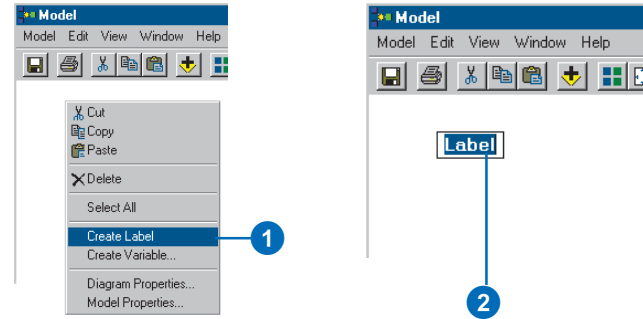 Model
Model Edit View Window Help
Cut
Copy
Paste
Delete
Select All
Create Label
Create Variable...
Diagram Properties...
Model Properties...
1
Model
Model Edit View Window Help
Label
2